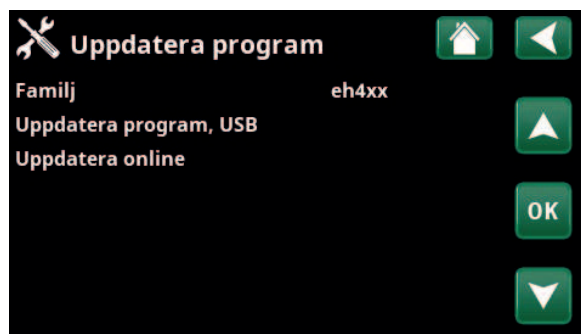 Uppdatera program
Familj eh4xx
Uppdatera program, USB
Uppdatera online
OK